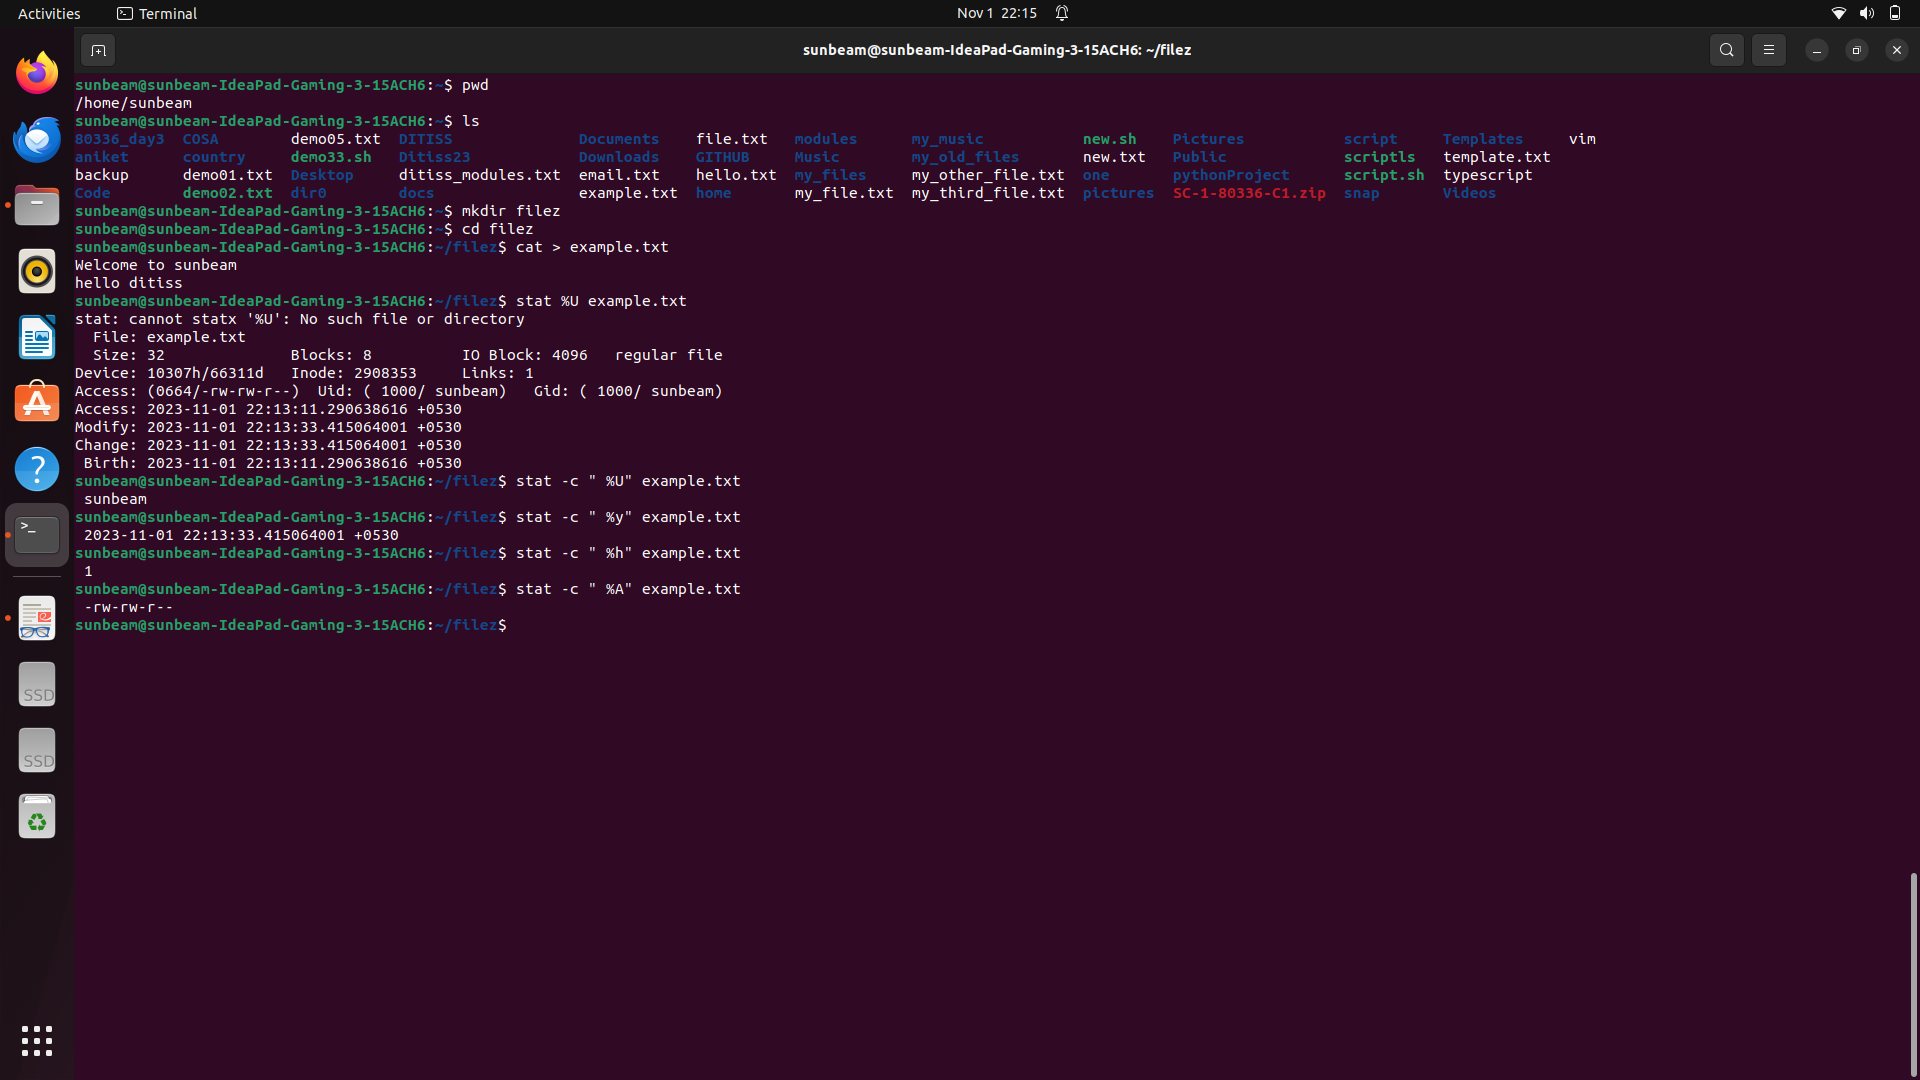 Activities Terminal Nov 1 22:15
sunbeam@sunbeam-IdeaPad-Gaming-3-15ACH6: ~/filez
sunbeam@sunbeam-IdeaPad-Gaming-3-15ACH6:~$ pwd
/home/sunbeam
sunbeam@sunbeam-IdeaPad-Gaming-3-15ACH6:~$ ls
80336_day3 COSA demo05.txt DITISS Documents file.txt modules my_music new.sh Pictures script Templates vim
aniket country demo33.sh Ditiss23 Downloads GITHUB Music my_old_files new.txt Public scriptls template.txt
backup demo01.txt Desktop ditiss_modules.txt email.txt hello.txt my_files my_other_file.txt one pythonProject script.sh typescript
Code demo02.txt dir0 docs example.txt home my_file.txt my_third_file.txt pictures SC-1-80336-C1.zip snap Videos
sunbeam@sunbeam-IdeaPad-Gaming-3-15ACH6:~$ mkdir filez
sunbeam@sunbeam-IdeaPad-Gaming-3-15ACH6:~$ cd filez
sunbeam@sunbeam-IdeaPad-Gaming-3-15ACH6:~/filez$ cat > example.txt
Welcome to sunbeam
hello ditiss
sunbeam@sunbeam-IdeaPad-Gaming-3-15ACH6:~/filez$ stat %U example.txt
stat: cannot statx '%U': No such file or directory
  File: example.txt
  Size: 32 Blocks: 8 IO Block: 4096 regular file
Device: 10307h/66311d Inode: 2908353 Links: 1
Access: (0664/-rw-rw-r--) Uid: ( 1000/ sunbeam) Gid: ( 1000/ sunbeam)
Access: 2023-11-01 22:13:11.290638616 +0530
Modify: 2023-11-01 22:13:33.415064001 +0530
Change: 2023-11-01 22:13:33.415064001 +0530
 Birth: 2023-11-01 22:13:11.290638616 +0530
sunbeam@sunbeam-IdeaPad-Gaming-3-15ACH6:~/filez$ stat -c " %U" example.txt
 sunbeam
sunbeam@sunbeam-IdeaPad-Gaming-3-15ACH6:~/filez$ stat -c " %y" example.txt
 2023-11-01 22:13:33.415064001 +0530
sunbeam@sunbeam-IdeaPad-Gaming-3-15ACH6:~/filez$ stat -c " %h" example.txt
 1
sunbeam@sunbeam-IdeaPad-Gaming-3-15ACH6:~/filez$ stat -c " %A" example.txt
 -rw-rw-r--
sunbeam@sunbeam-IdeaPad-Gaming-3-15ACH6:~/filez$
SSD
SSD